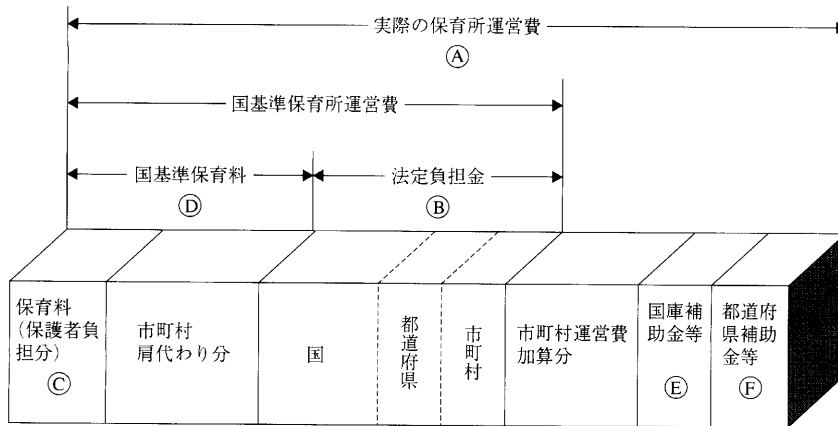 実際の保育所運営費
Ⓐ
国基準保育所運営費
国基準保育料
Ⓓ
法定負担金
Ⓑ
保育料
(保護者負
担分)
Ⓒ
市町村
肩代わり分
国
都道府県
市町村
市町村運営費
加算分
国庫補
助金等
Ⓔ
都道府
県補助
金等
Ⓕ